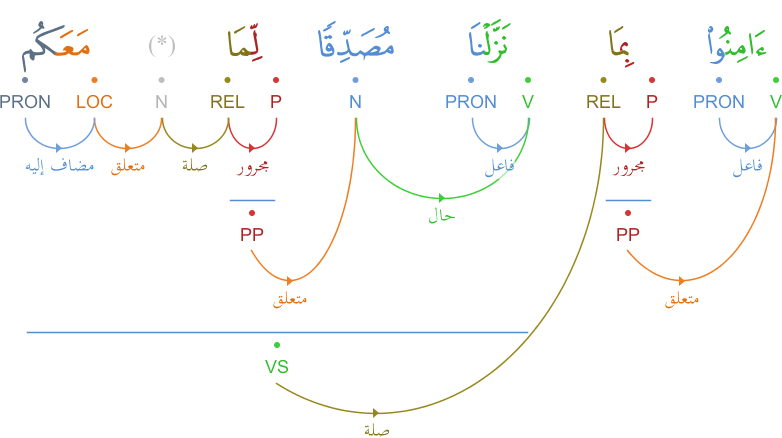 ءَامِنُوا۟ بِمَا نَزَّلْنَا مُصَدِّقًا لِّمَا (*) مَعَكُم
V PRON P REL V PRON N P REL N LOC PRON
فاعل مجرور فاعل مجرور صلة متعلق مضاف إليه
حال
PP PP
متعلق متعلق
VS
صلة